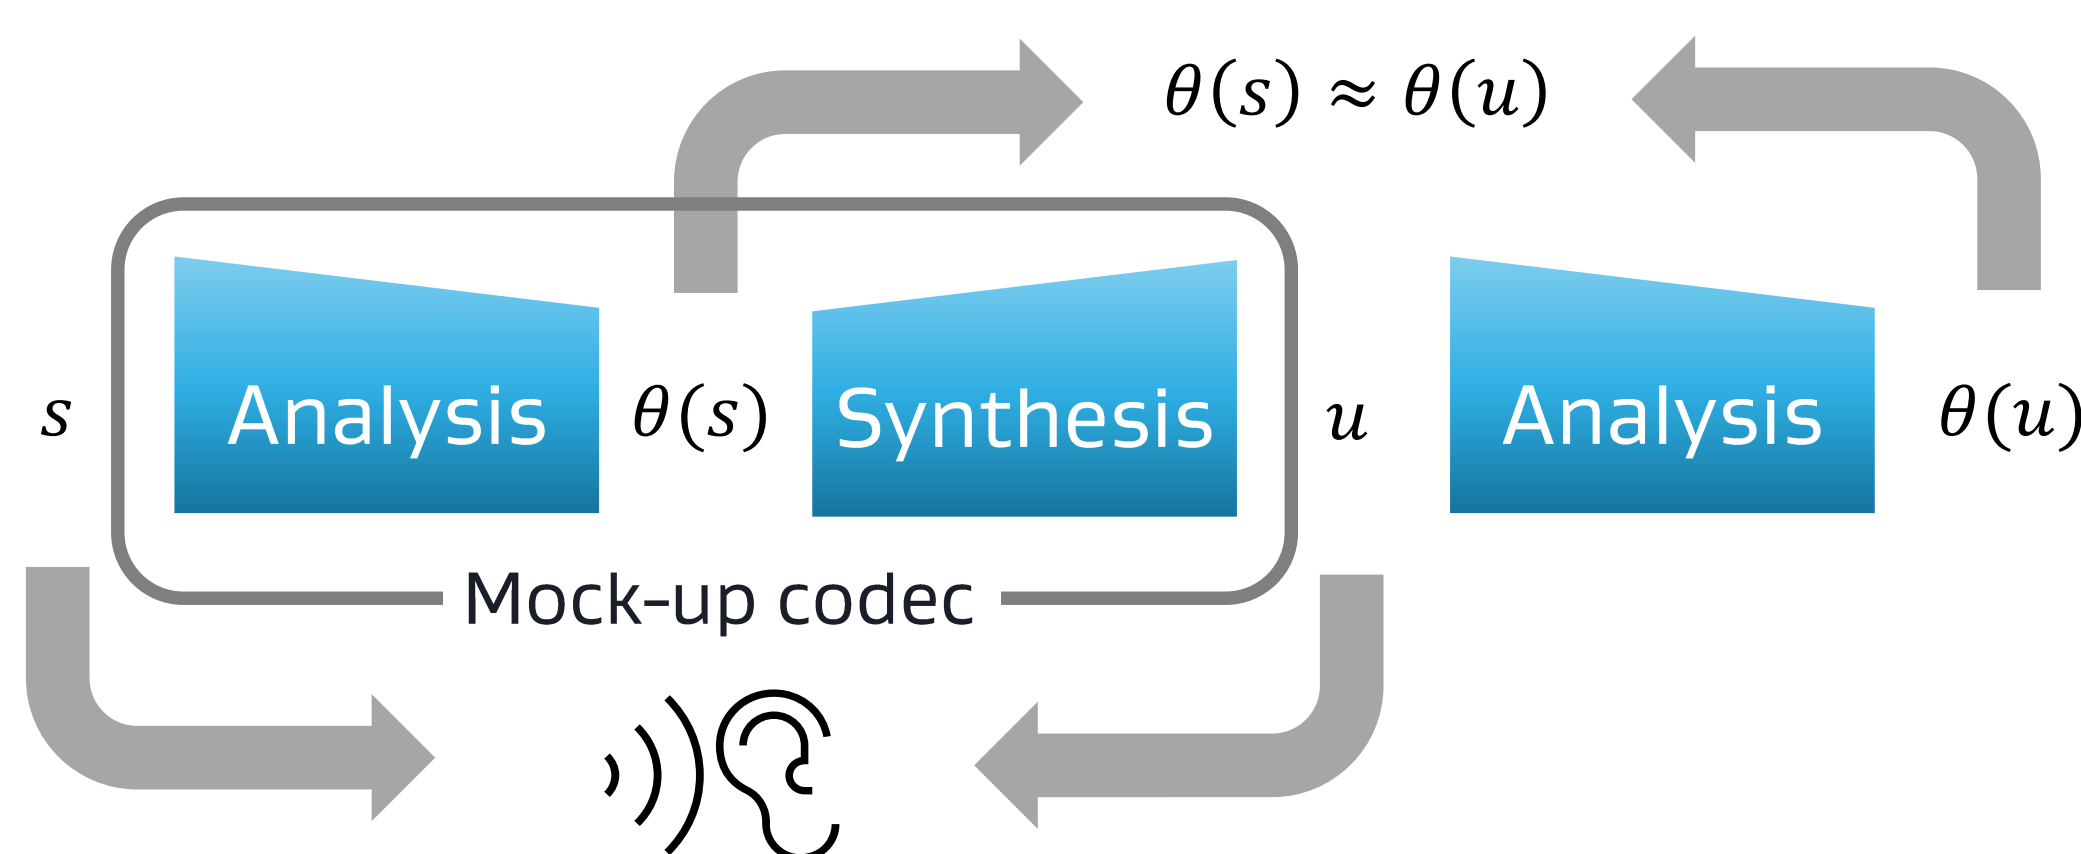 θ(s) ≈ θ(u)
s
Analysis
θ(s)
Synthesis
u
Analysis
θ(u)
Mock-up codec